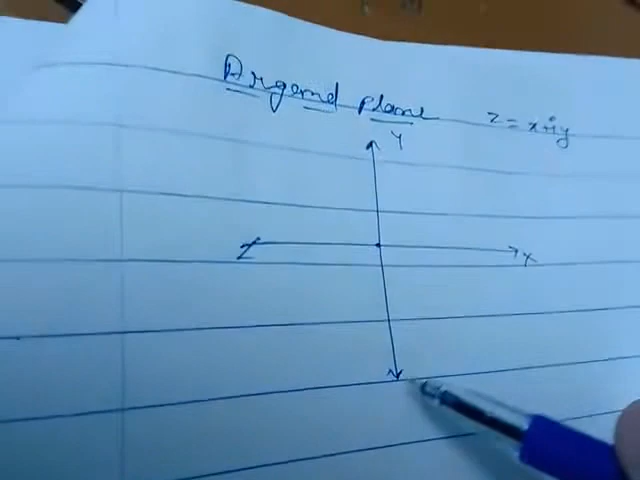 Argand plane
z = x+iy
Y
X